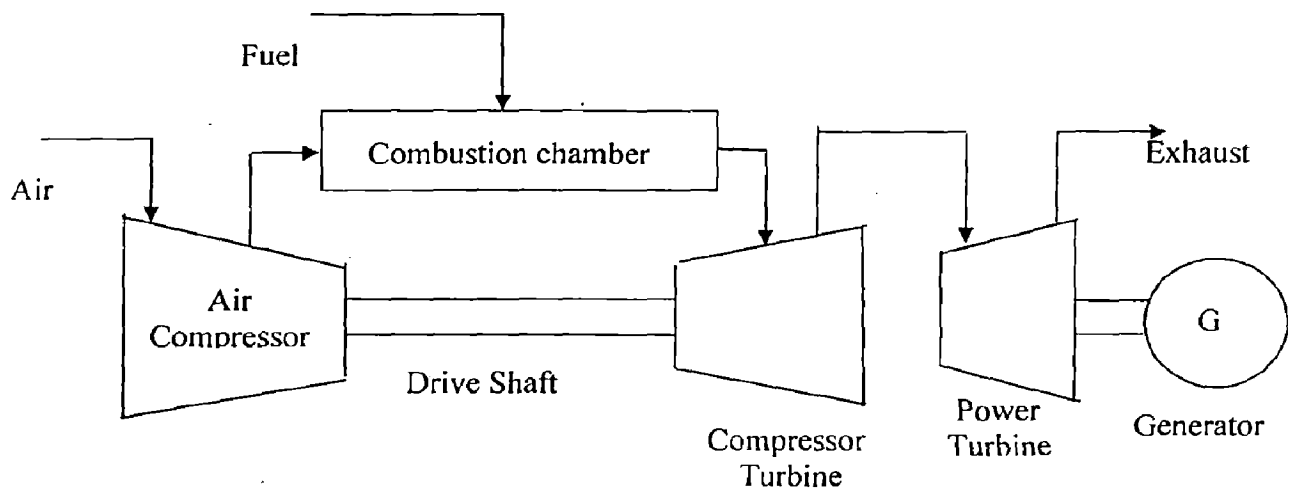 Fuel
Air
Combustion chamber
Exhaust
Air
Compressor
Drive Shaft
Compressor
Turbine
Power
Turbine
G
Generator